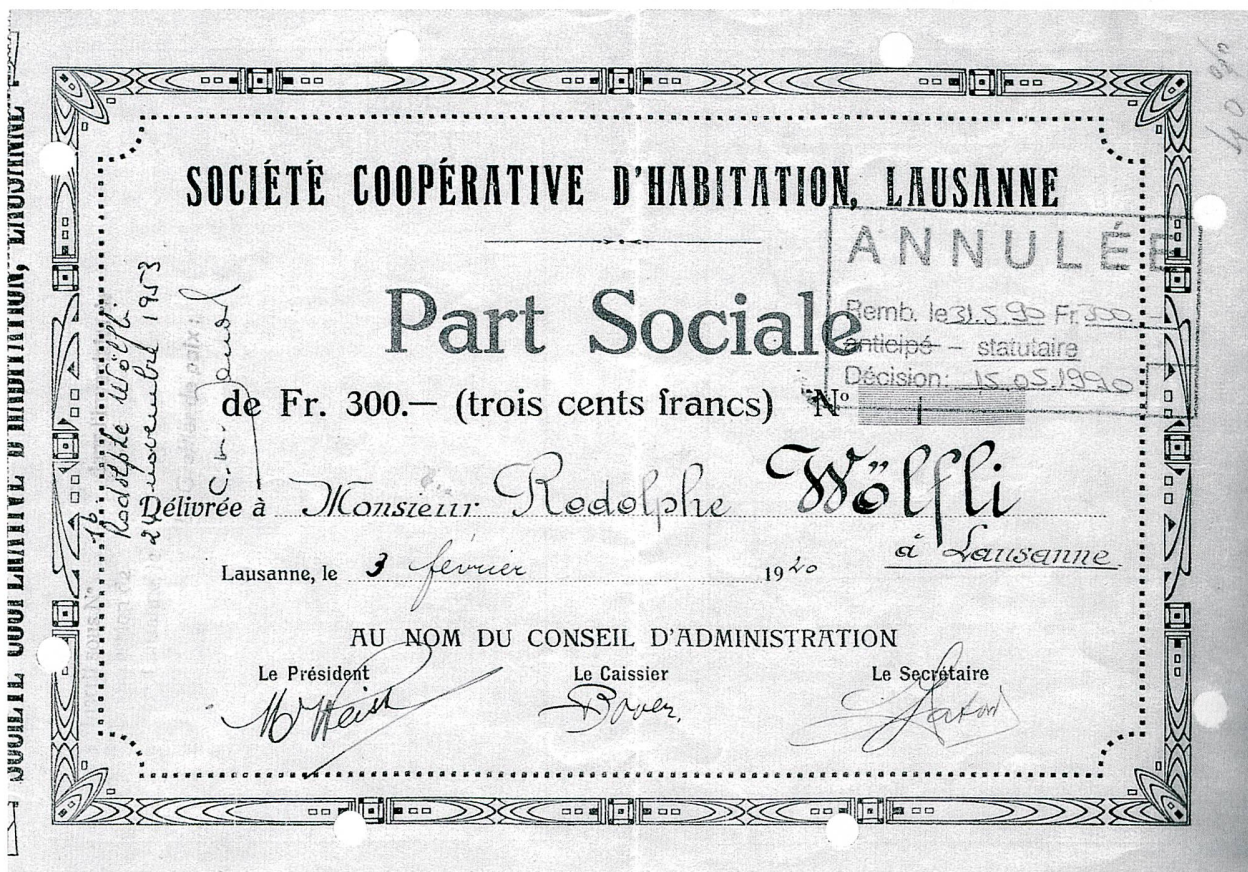 SOCIÉTÉ COOPÉRATIVE D'HABITATION, LAUSANNE
ANNULÉE
Remb. le 31.5.90 Fr. 300.-
anticipé - statutaire
Décision: 15.05.1990
Part Sociale
de Fr. 300.— (trois cents francs) N° 1
Délivrée à Monsieur Rodolphe Wölfli
à Lausanne.
Lausanne, le 3 février 1920
AU NOM DU CONSEIL D'ADMINISTRATION
Le Président Le Caissier Le Secrétaire
Rodolphe Wölfli
24 novembre 1953
SOCIÉTÉ COOPÉRATIVE D'HABITATION, LAUSANNE